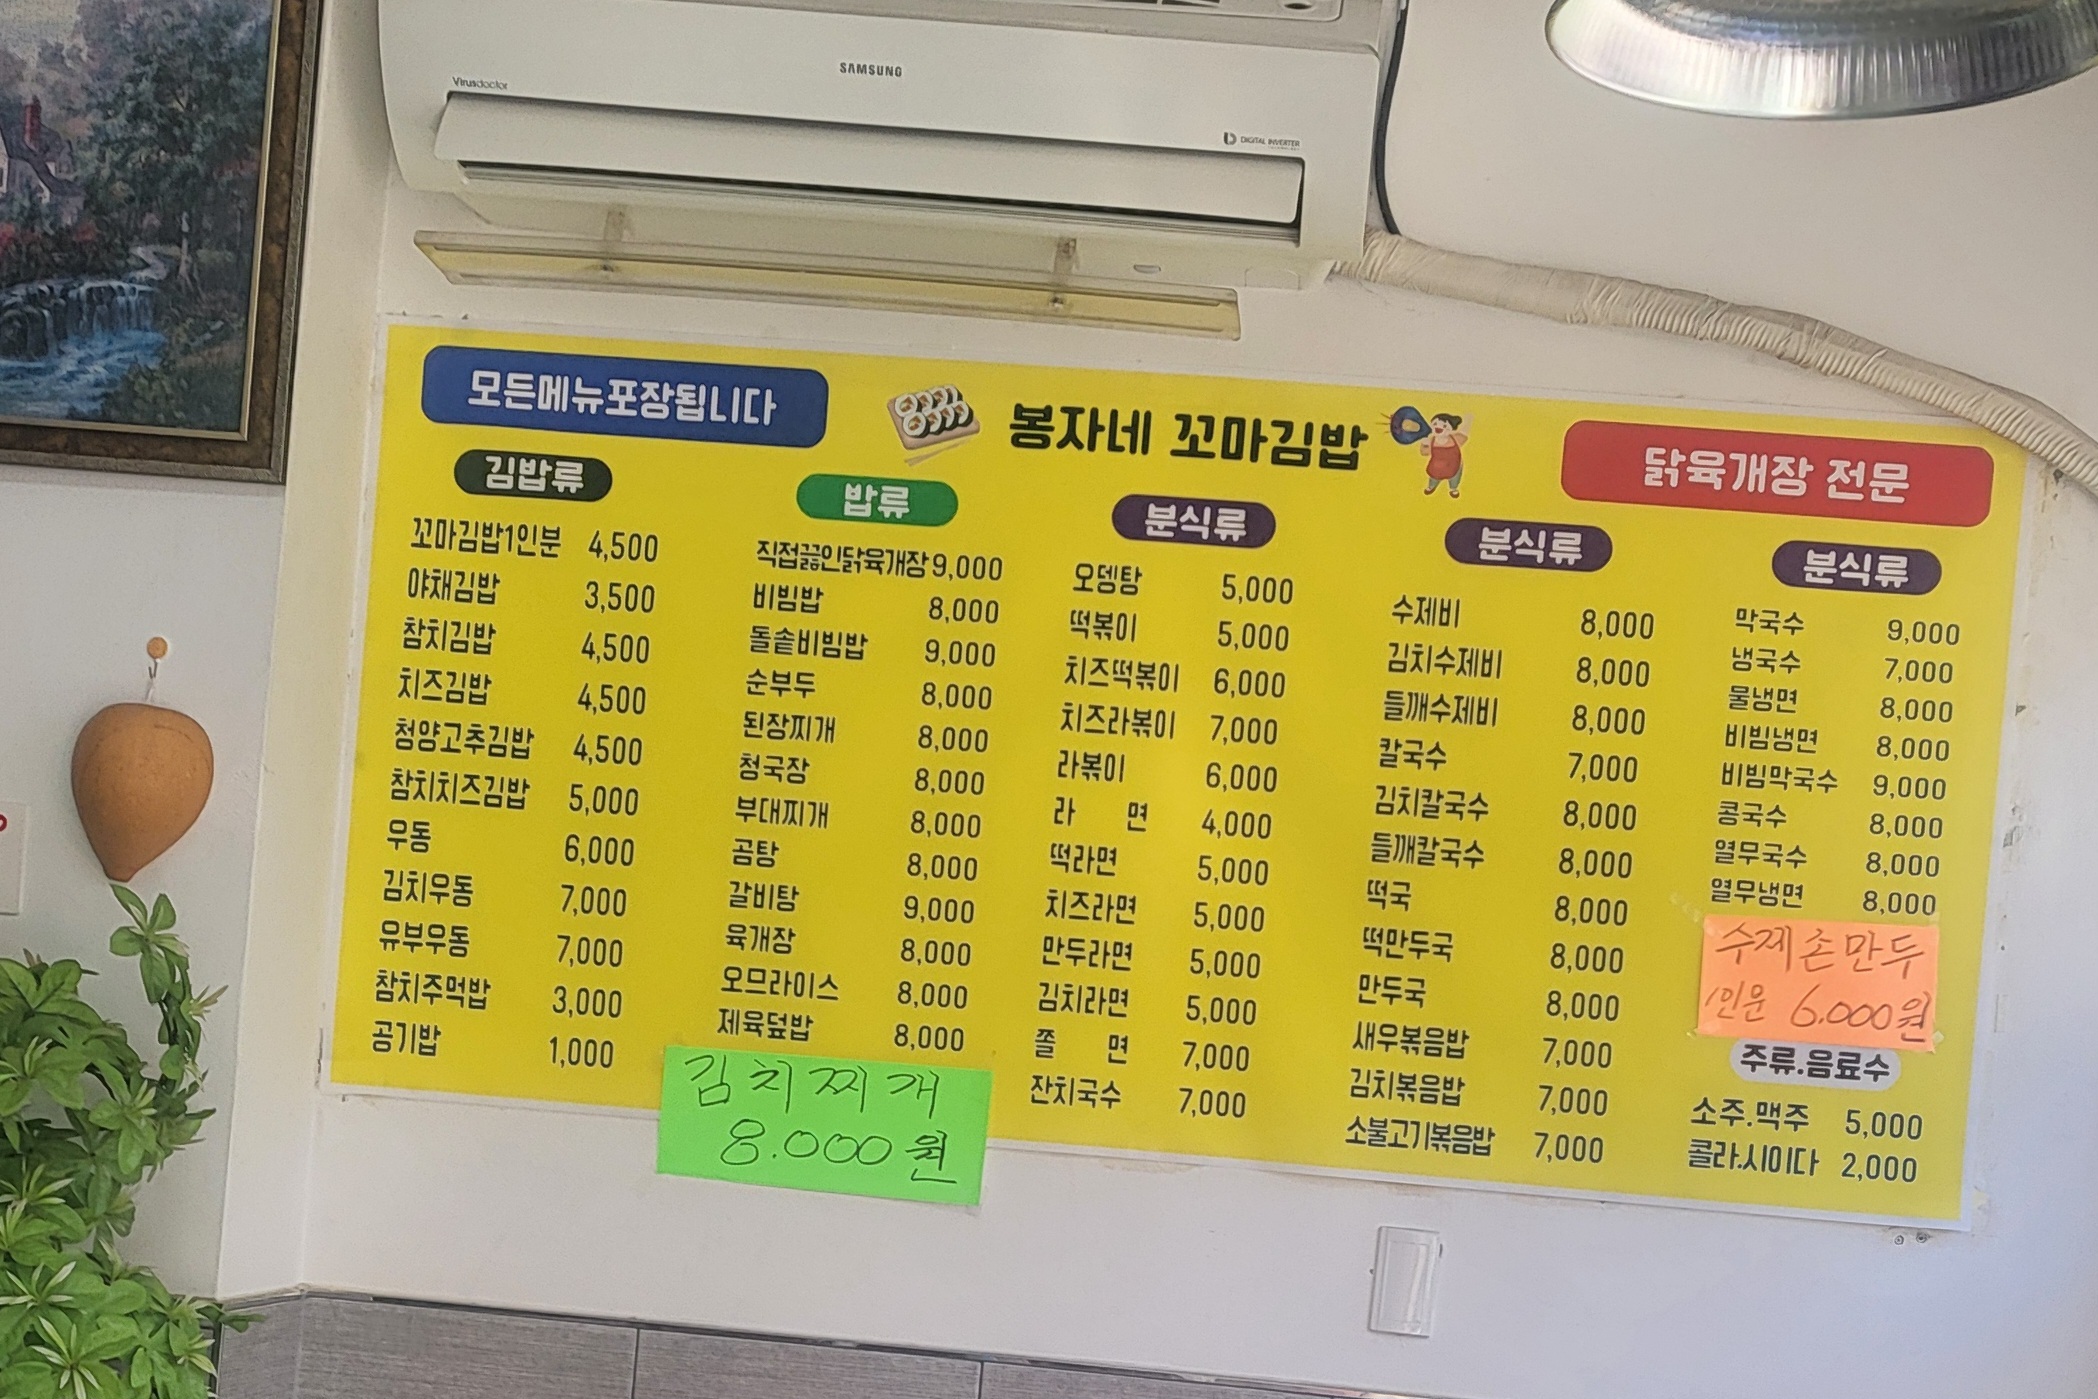 SAMSUNG
Virusdoctor
DIGITAL INVERTER
모든메뉴포장됩니다
봉자네 꼬마김밥
닭육개장 전문
김밥류
꼬마김밥1인분 4,500
야채김밥 3,500
참치김밥 4,500
치즈김밥 4,500
청양고추김밥 4,500
참치치즈김밥 5,000
우동 6,000
김치우동 7,000
유부우동 7,000
참치주먹밥 3,000
공기밥 1,000
밥류
직접끓인닭육개장 9,000
비빔밥 8,000
돌솥비빔밥 9,000
순부두 8,000
된장찌개 8,000
청국장 8,000
부대찌개 8,000
곰탕 8,000
갈비탕 9,000
육개장 8,000
오므라이스 8,000
제육덮밥 8,000
김치찌개
8.000원
분식류
오뎅탕 5,000
떡볶이 5,000
치즈떡볶이 6,000
치즈라볶이 7,000
라볶이 6,000
라 면 4,000
떡라면 5,000
치즈라면 5,000
만두라면 5,000
김치라면 5,000
쫄 면 7,000
잔치국수 7,000
분식류
수제비 8,000
김치수제비 8,000
들깨수제비 8,000
칼국수 7,000
김치칼국수 8,000
들깨칼국수 8,000
떡국 8,000
떡만두국 8,000
만두국 8,000
새우볶음밥 7,000
김치볶음밥 7,000
소불고기볶음밥 7,000
분식류
막국수 9,000
냉국수 7,000
물냉면 8,000
비빔냉면 8,000
비빔막국수 9,000
콩국수 8,000
열무국수 8,000
열무냉면 8,000
수제손만두
1인분 6.000원
주류.음료수
소주.맥주 5,000
콜라.시이다 2,000